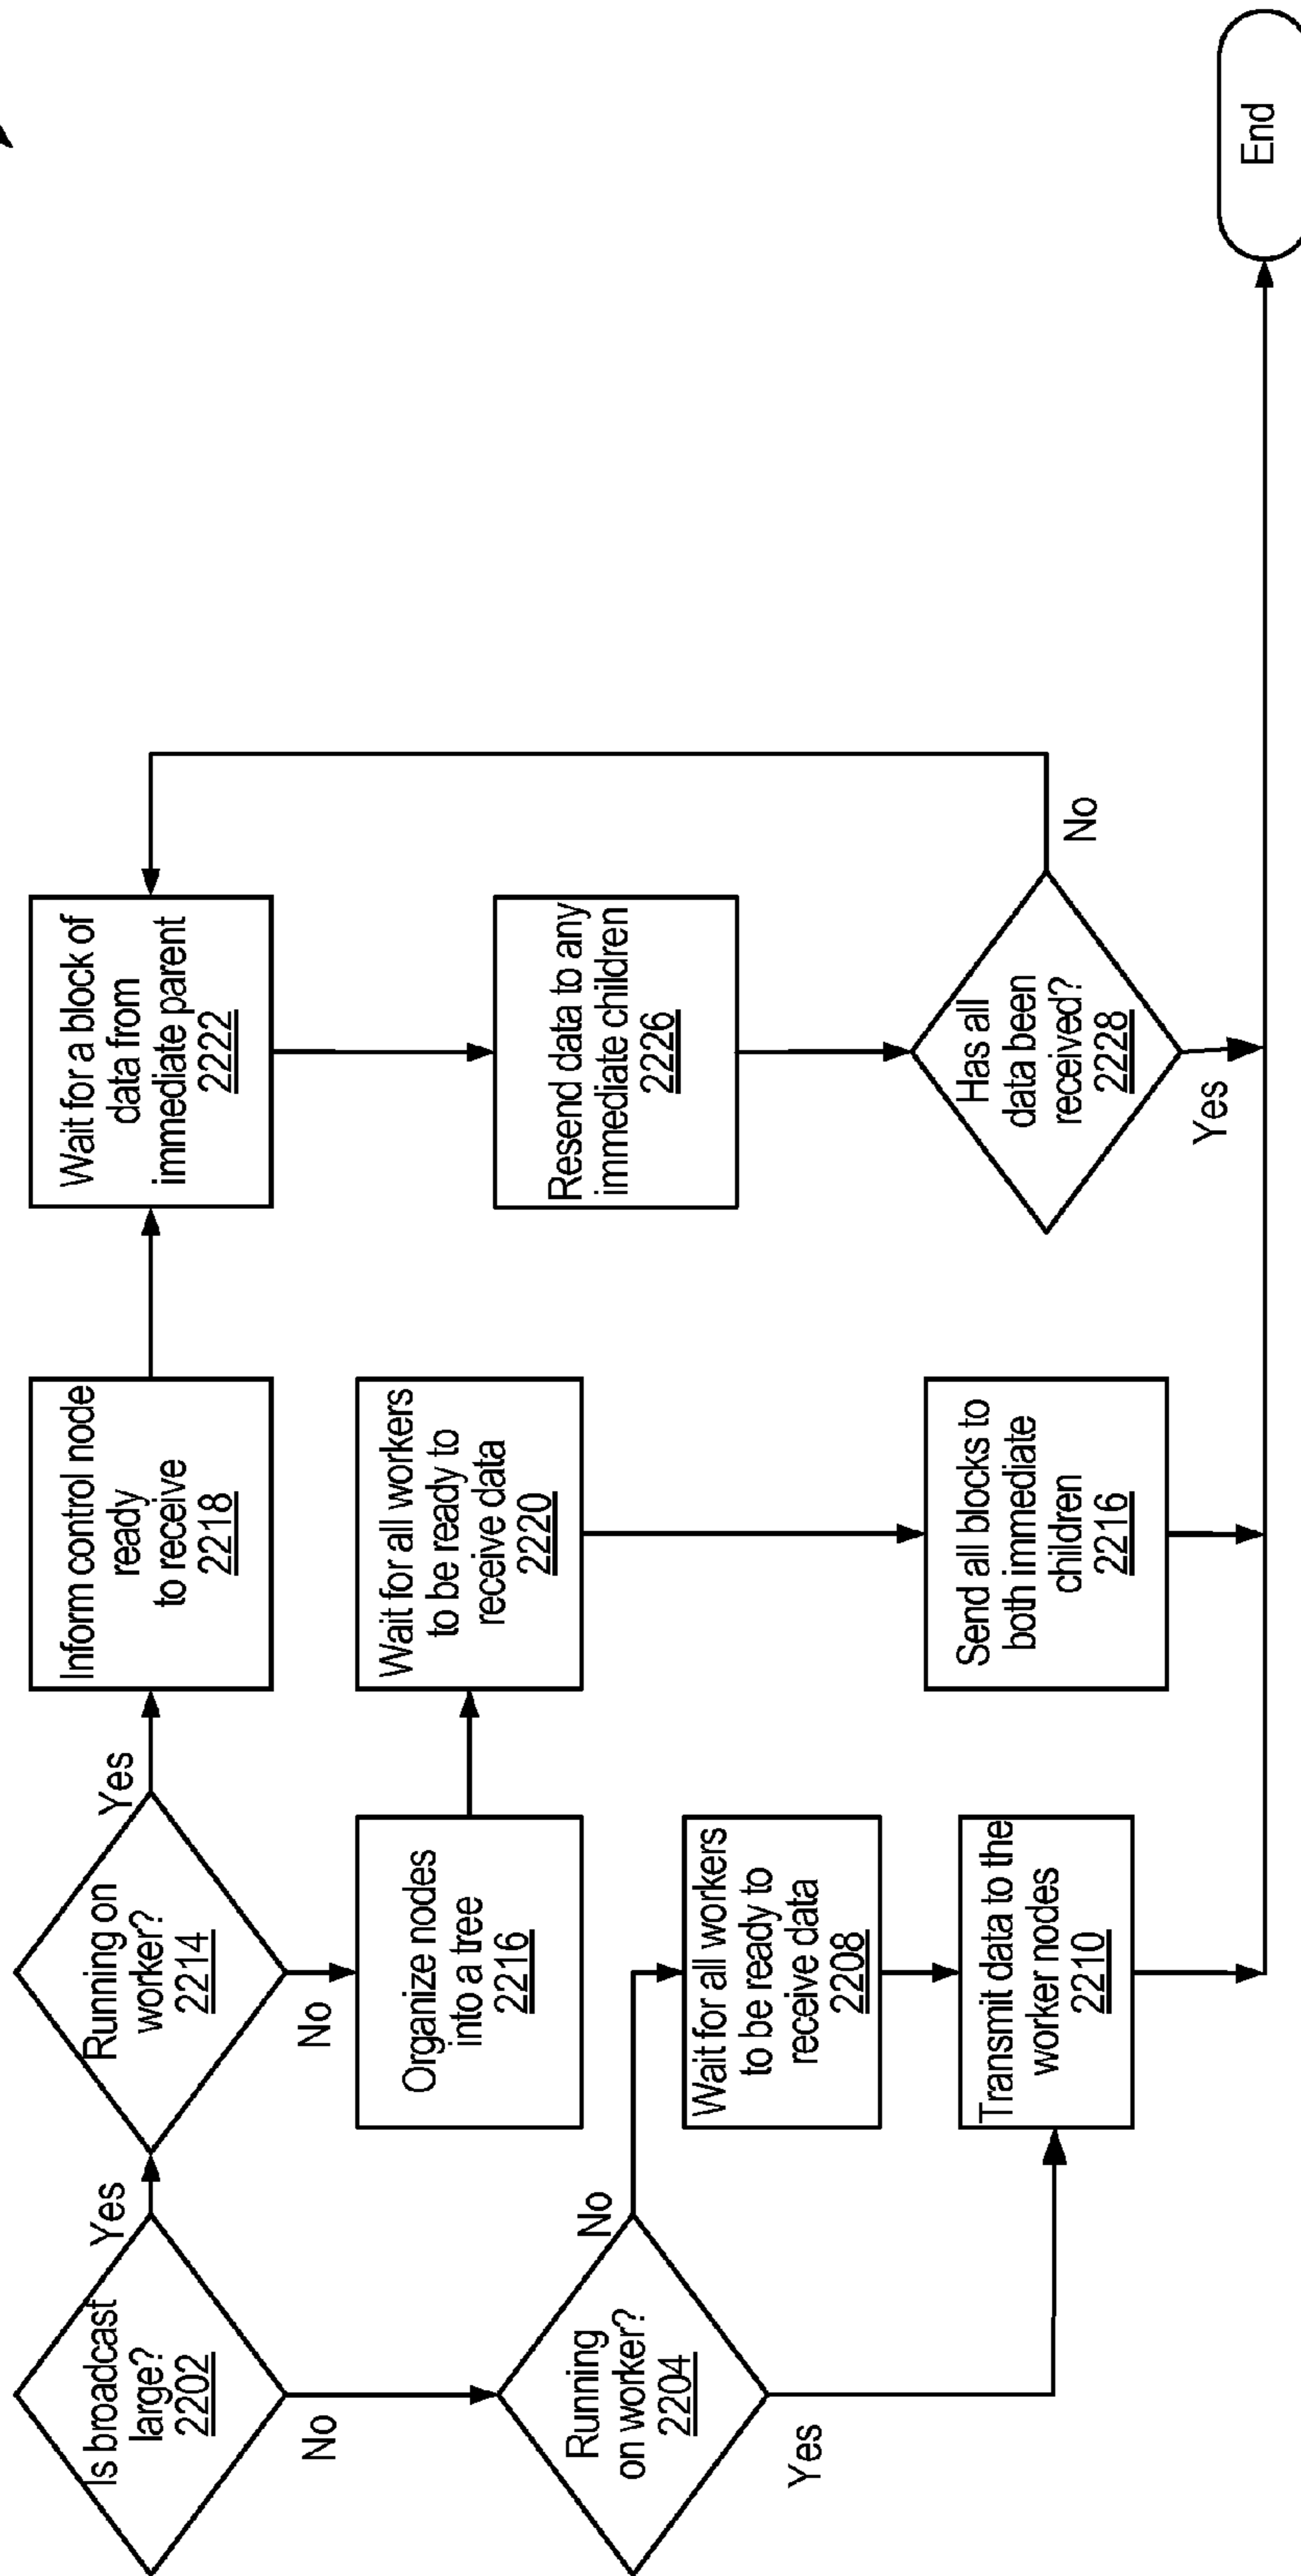 Is broadcast
large?
2202
Yes
No
Running on
worker?
2214
Yes
No
Inform control node
ready
to receive
2218
Wait for a block of
data from
immediate parent
2222
Organize nodes
into a tree
2216
Wait for all workers
to be ready to
receive data
2220
Resend data to any
immediate children
2226
Running
on worker?
2204
No
Yes
Wait for all workers
to be ready to
receive data
2208
Transmit data to the
worker nodes
2210
Send all blocks to
both immediate
children
2216
Has all
data been
received?
2228
No
Yes
End